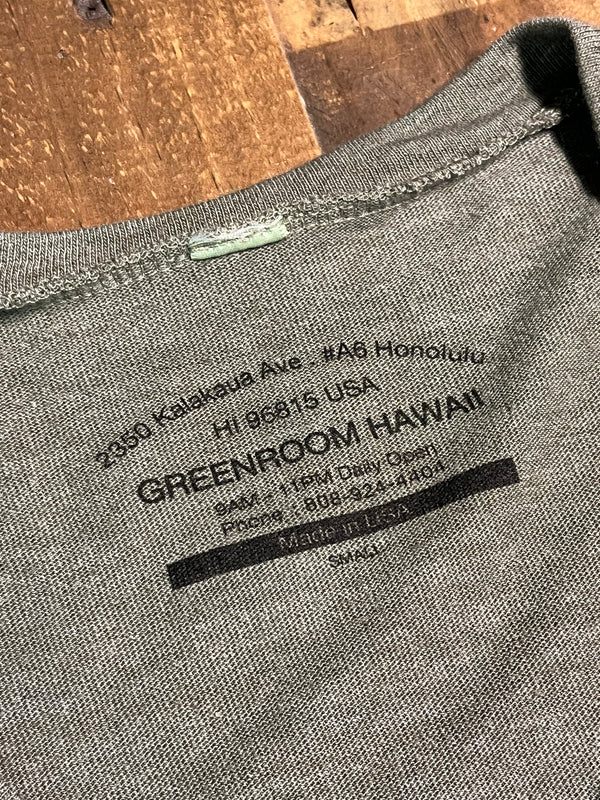 2350 Kalakaua Ave . #A6 Honolulu
HI 96815 USA
GREENROOM HAWAII
9AM - 11PM Daily Open
Phone : 808-924-4404
Made in USA
SMALL